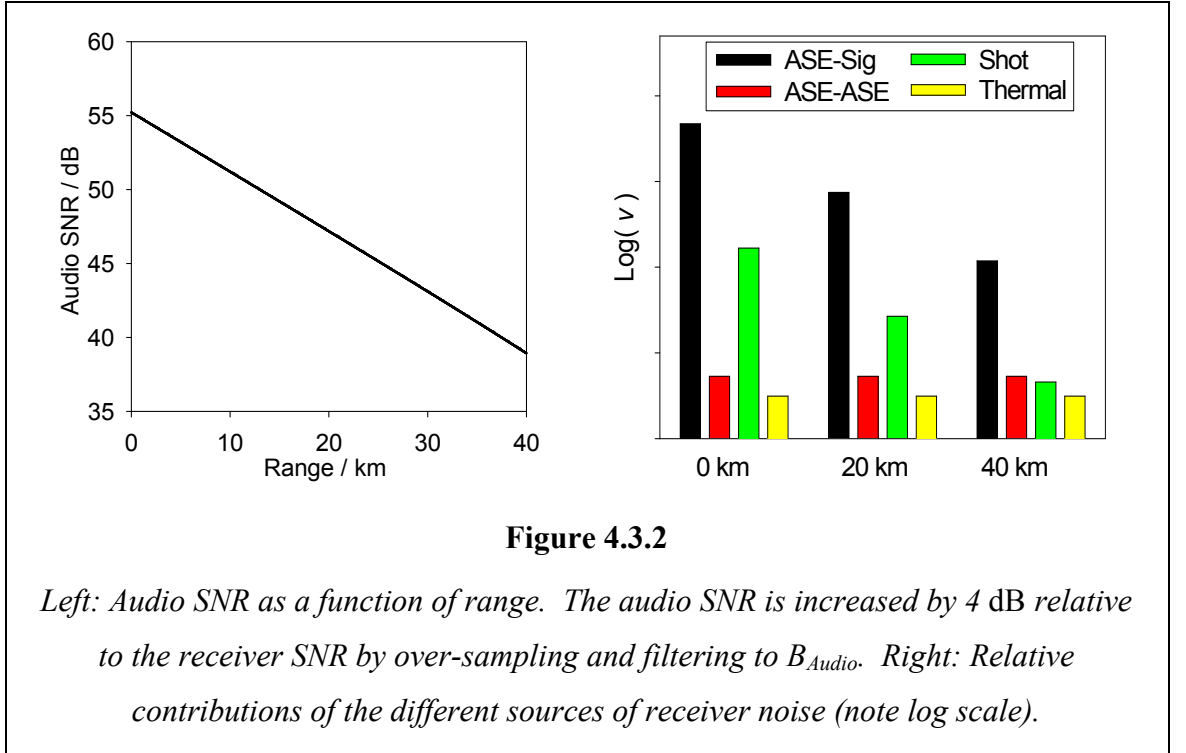 60
55
50
45
40
35
Audio SNR / dB
0 10 20 30 40
Range / km
ASE-Sig Shot
ASE-ASE Thermal
Log( v )
0 km 20 km 40 km
Figure 4.3.2
Left: Audio SNR as a function of range. The audio SNR is increased by 4 dB relative
to the receiver SNR by over-sampling and filtering to BAudio. Right: Relative
contributions of the different sources of receiver noise (note log scale).